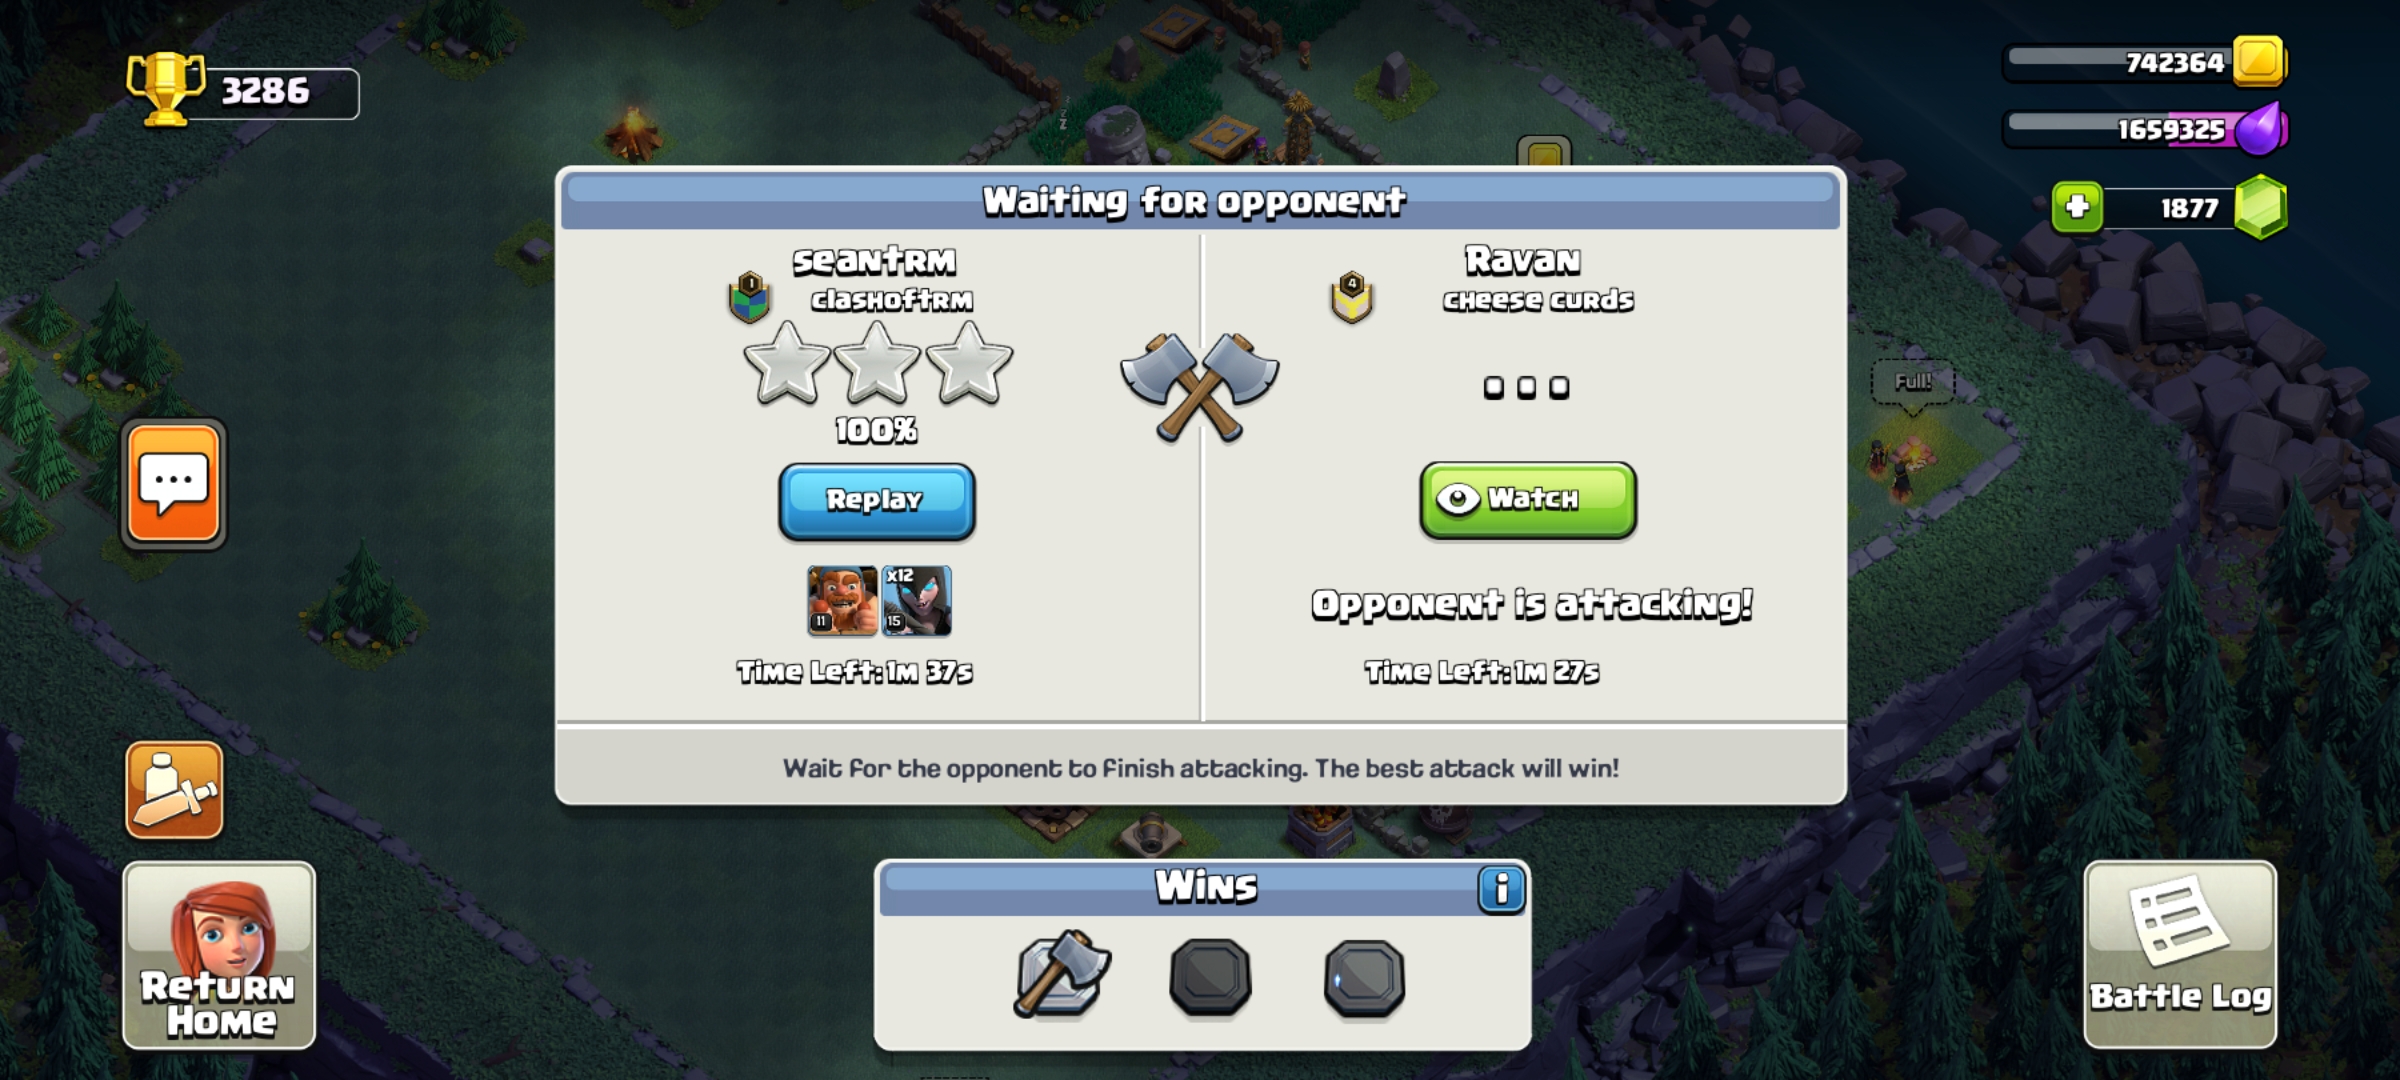 3286
742364
1659325
1877
Waiting for opponent
seantrm
clashoftrm
1
100%
Replay
x12
11
15
Time Left: 1m 37s
Ravan
cheese curds
4
Watch
Opponent is attacking!
Time Left: 1m 27s
Wait for the opponent to finish attacking. The best attack will win!
Full!
Wins
i
Return
Home
Battle Log